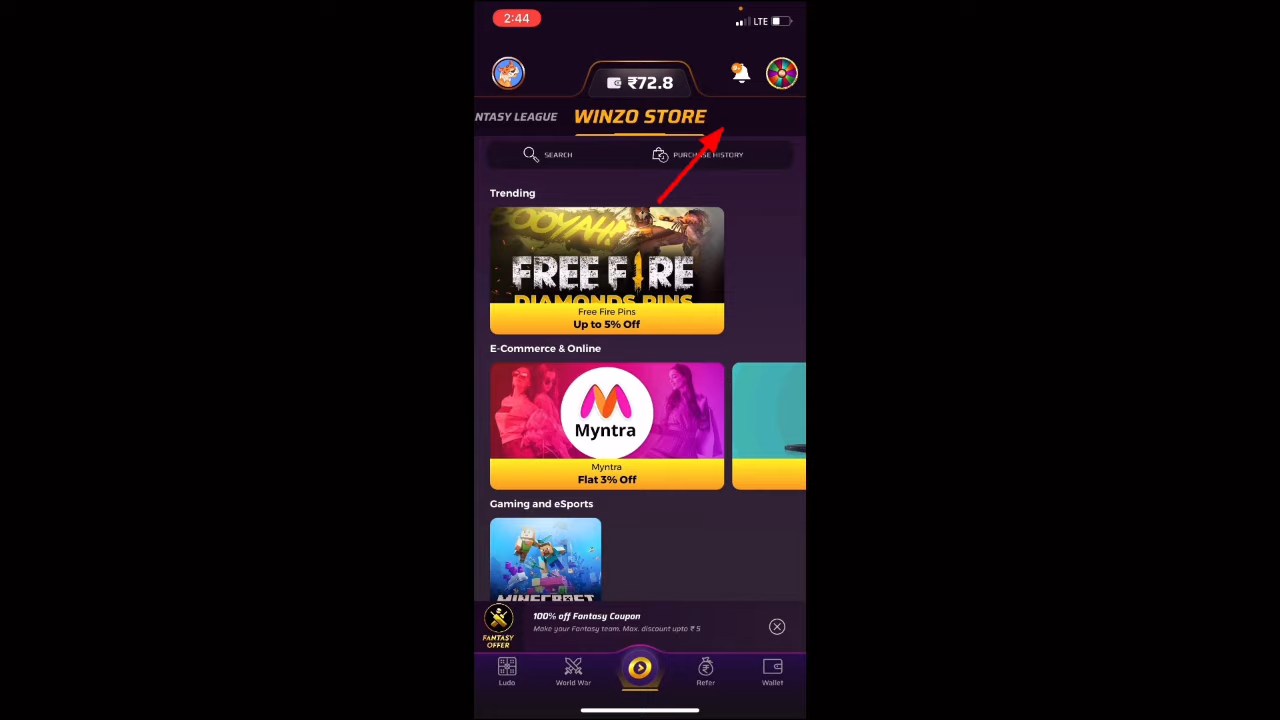 2:44
LTE
₹72.8
NTASY LEAGUE
WINZO STORE
SEARCH
PURCHASE HISTORY
Trending
BOOYAH!
FREE FIRE
DIAMONDS PINS
Free Fire Pins
Up to 5% Off
E-Commerce & Online
Myntra
Myntra
Flat 3% Off
Gaming and eSports
MINECRAFT
100% off Fantasy Coupon
Make your Fantasy team. Max. discount upto ₹ 5
FANTASY
OFFER
Ludo
World War
Refer
Wallet